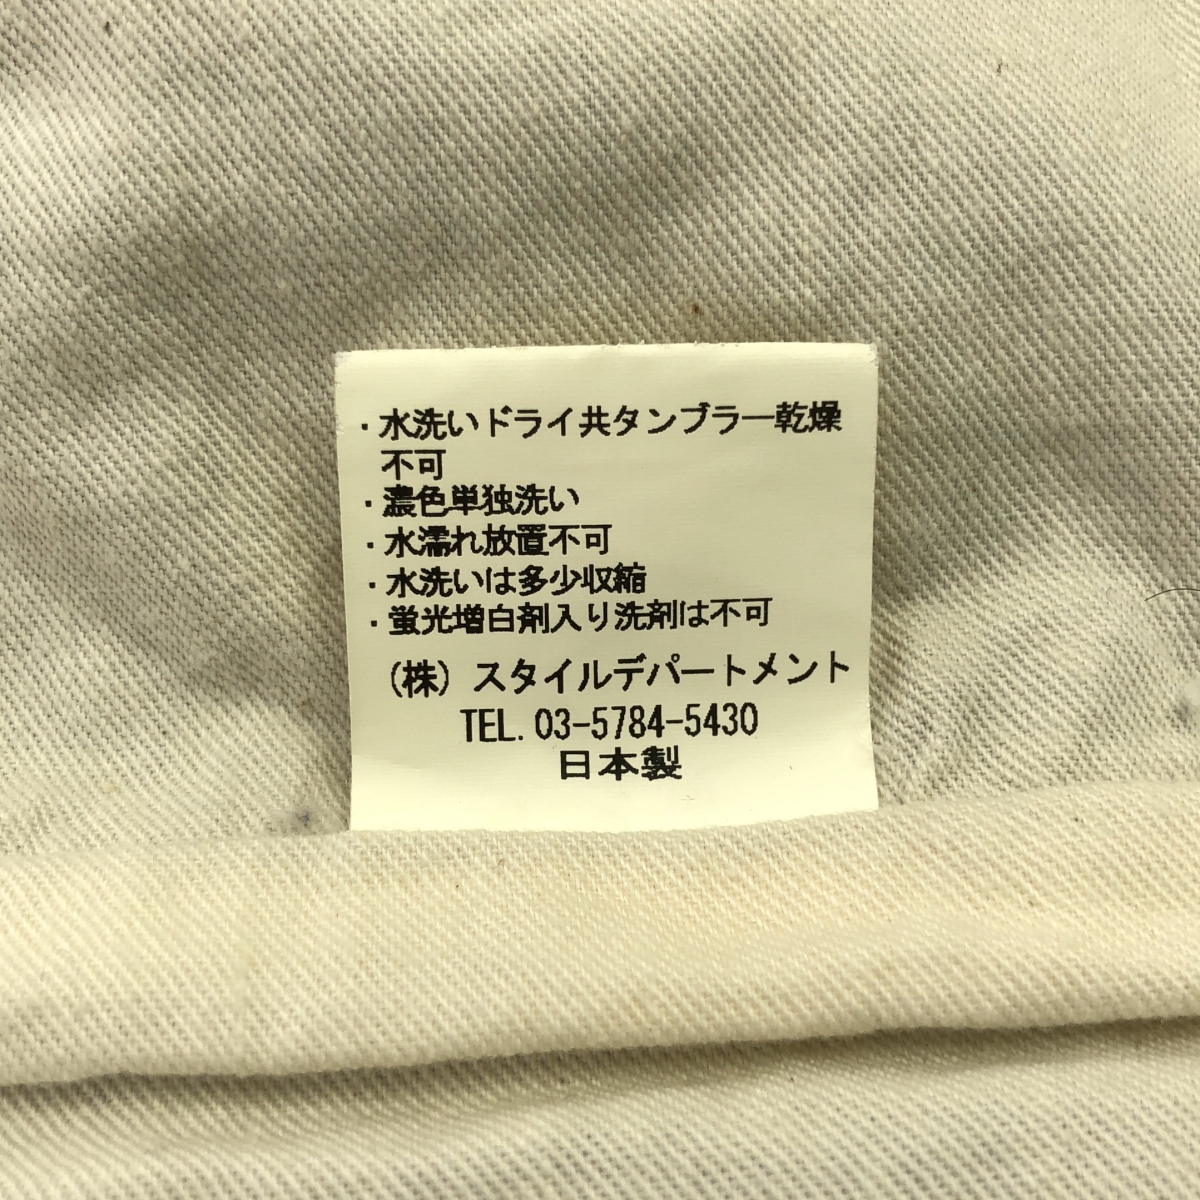 ・水洗いドライ共タンブラー乾燥
不可
・濃色単独洗い
・水濡れ放置不可
・水洗いは多少収縮
・蛍光増白剤入り洗剤は不可
(株) スタイルデパートメント
TEL. 03-5784-5430
日本製